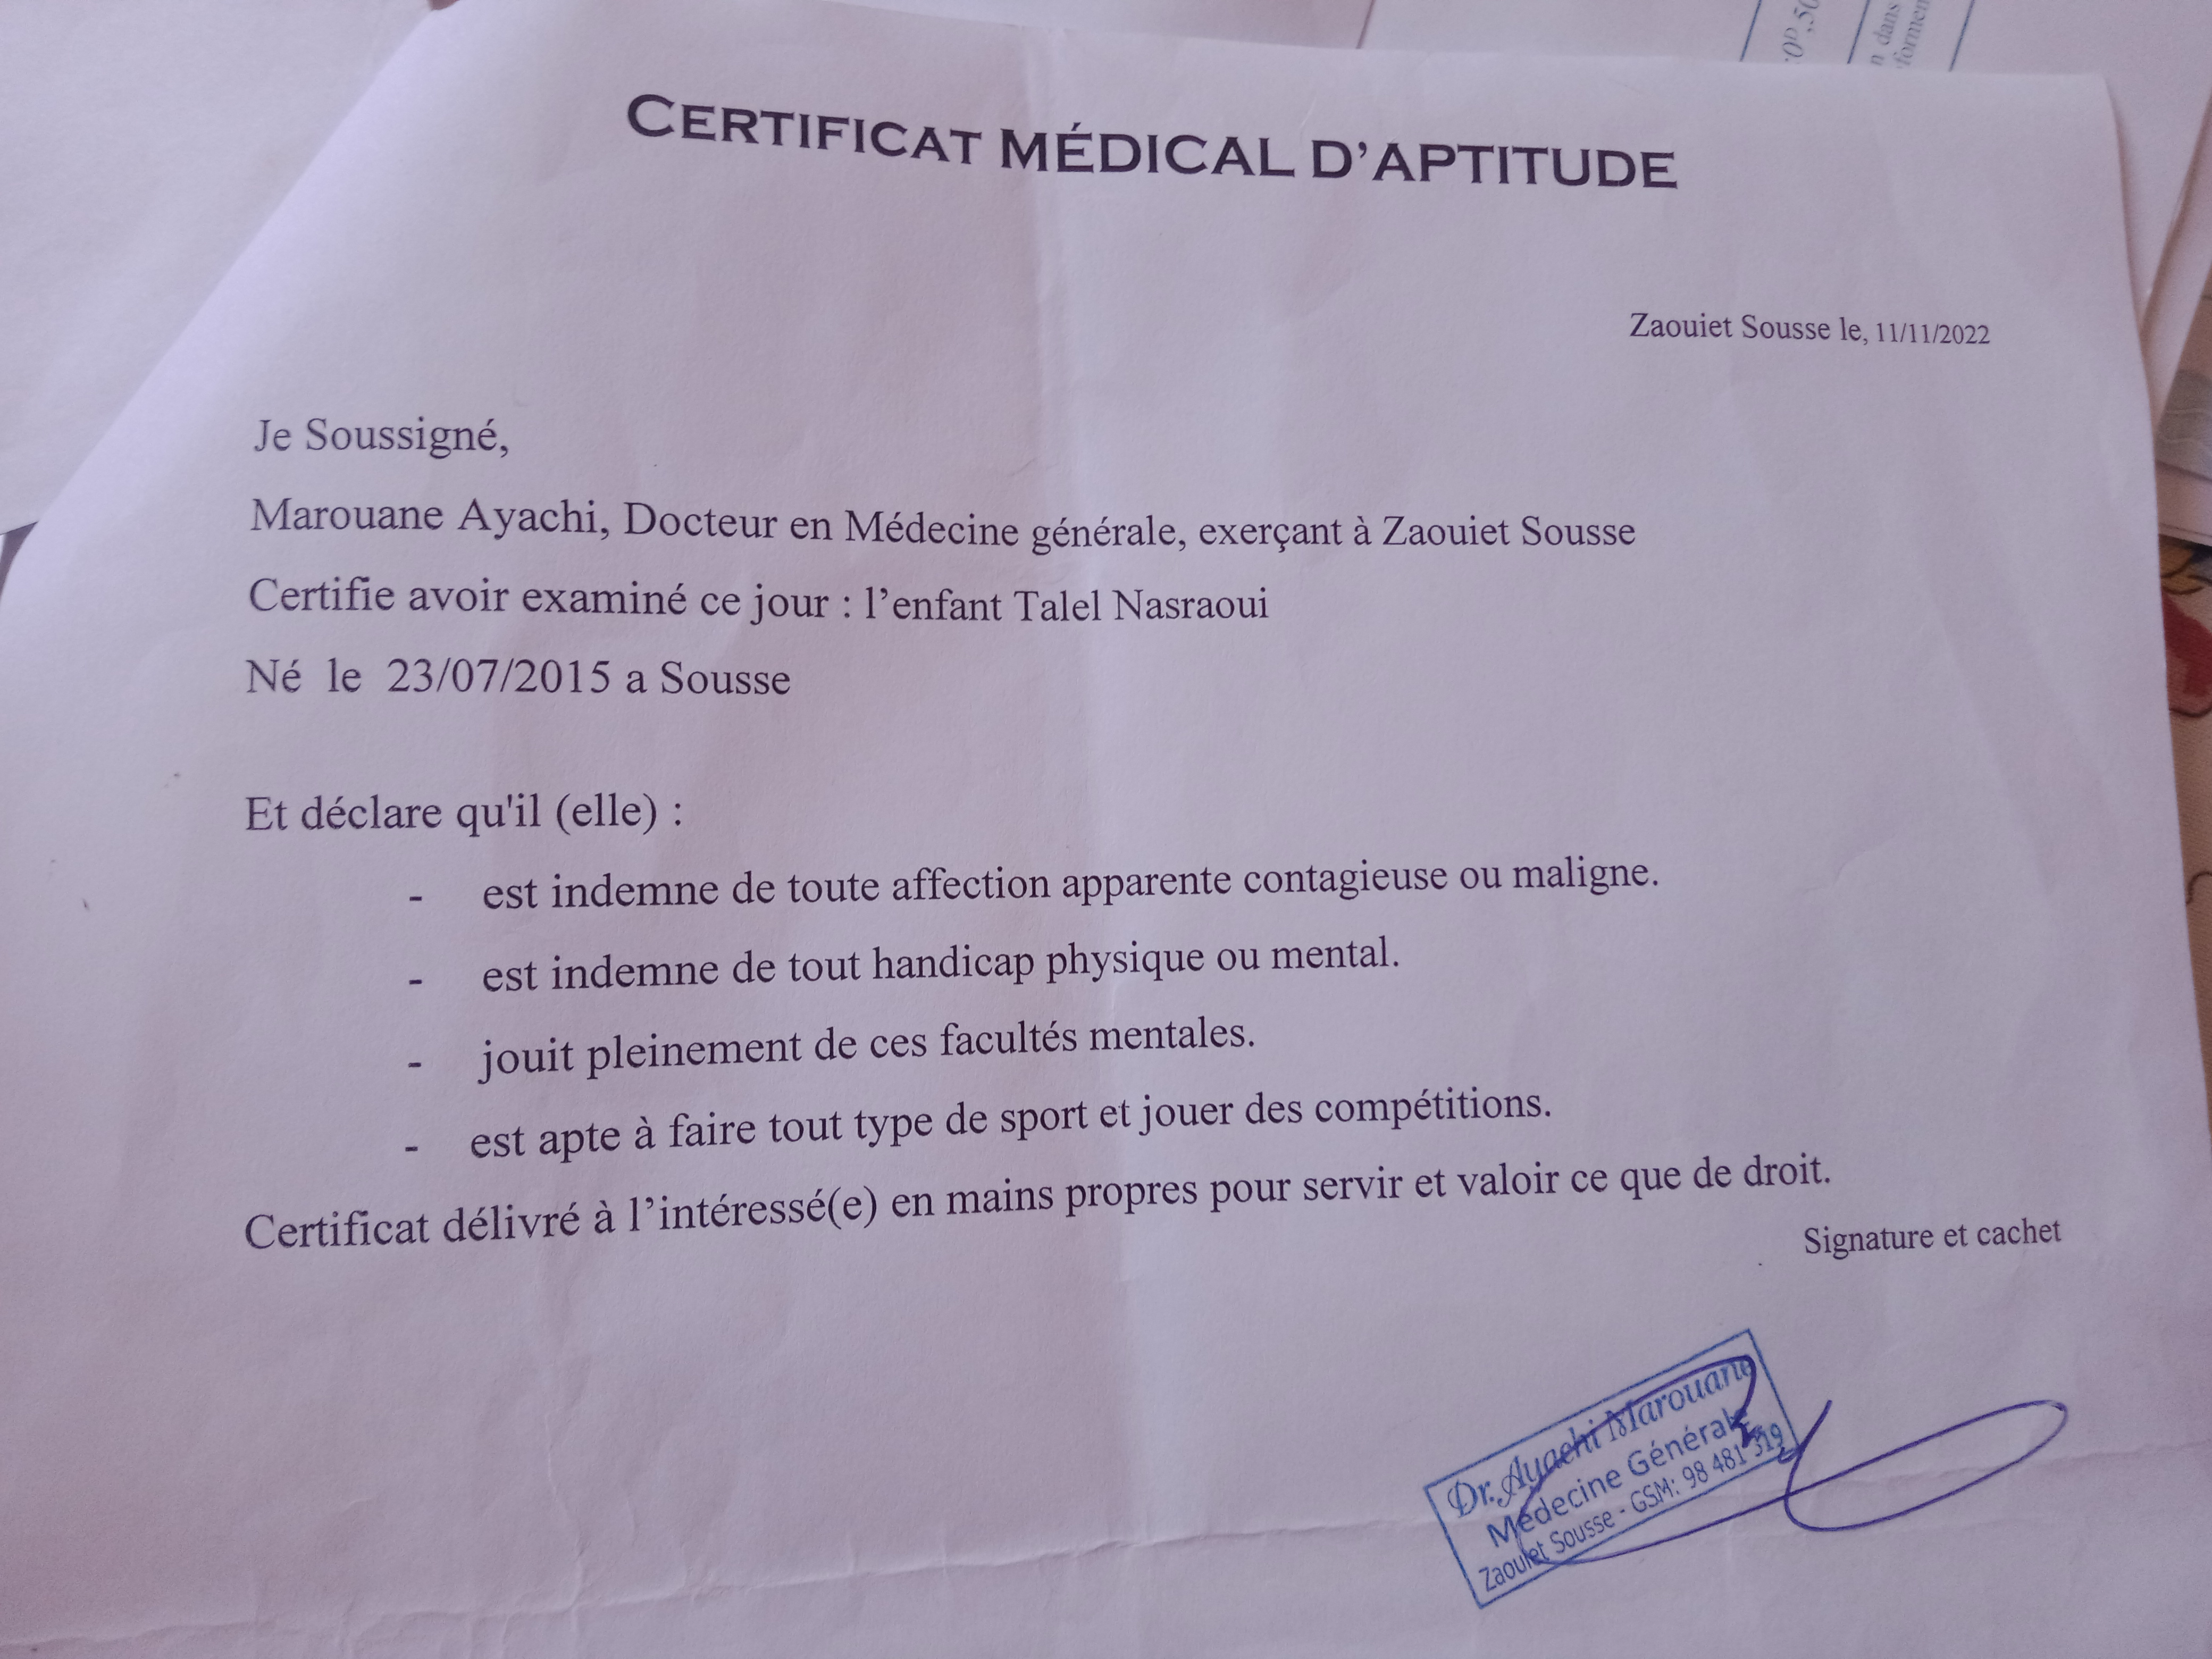 0ᴰ,50
n dans
formen
CERTIFICAT MÉDICAL D'APTITUDE
Zaouiet Sousse le, 11/11/2022
Je Soussigné,
Marouane Ayachi, Docteur en Médecine générale, exerçant à Zaouiet Sousse
Certifie avoir examiné ce jour : l'enfant Talel Nasraoui
Né le 23/07/2015 a Sousse
Et déclare qu'il (elle) :
- est indemne de toute affection apparente contagieuse ou maligne.
- est indemne de tout handicap physique ou mental.
- jouit pleinement de ces facultés mentales.
- est apte à faire tout type de sport et jouer des compétitions.
Certificat délivré à l'intéressé(e) en mains propres pour servir et valoir ce que de droit.
Signature et cachet
Dr. Ayachi Marouane
Médecine Générale
Zaouiet Sousse - GSM: 98 481 319